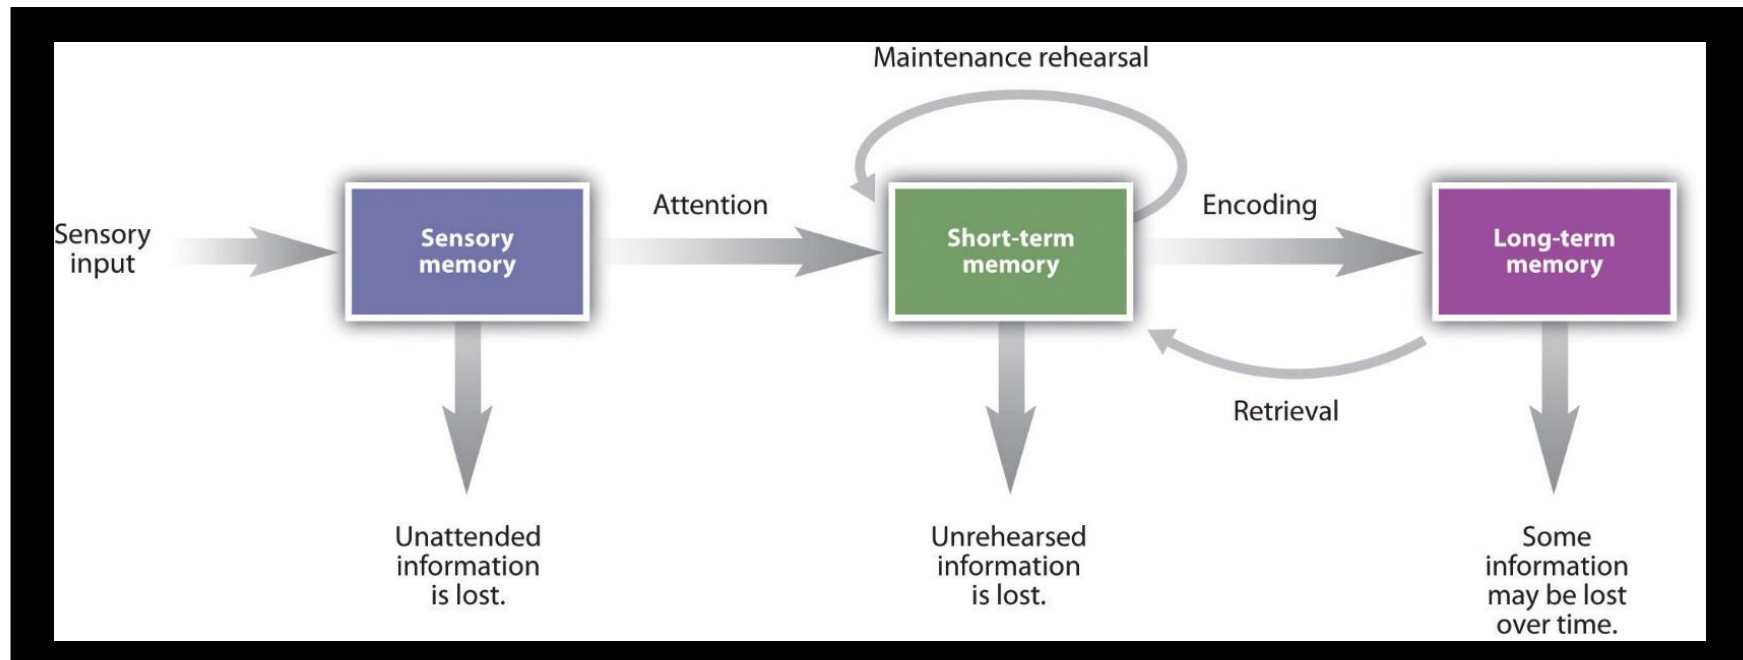 Maintenance rehearsal
Sensory
input
Sensory
memory
Attention
Short-term
memory
Encoding
Long-term
memory
Retrieval
Unattended
information
is lost.
Unrehearsed
information
is lost.
Some
information
may be lost
over time.